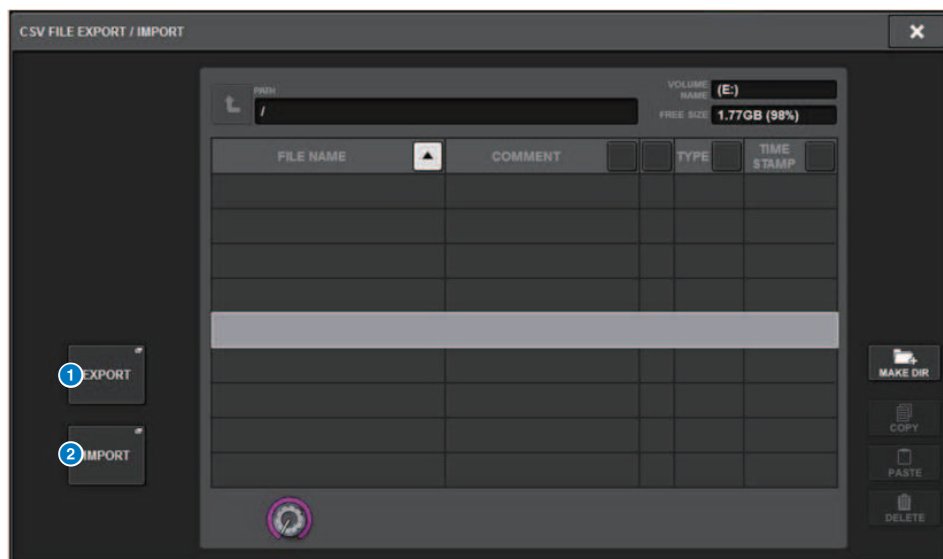 CSV FILE EXPORT / IMPORT
PATH
/
VOLUME NAME
(E:)
FREE SIZE
1.77GB (98%)
FILE NAME
COMMENT
TYPE
TIME
STAMP
1
EXPORT
2
IMPORT
MAKE DIR
COPY
PASTE
DELETE